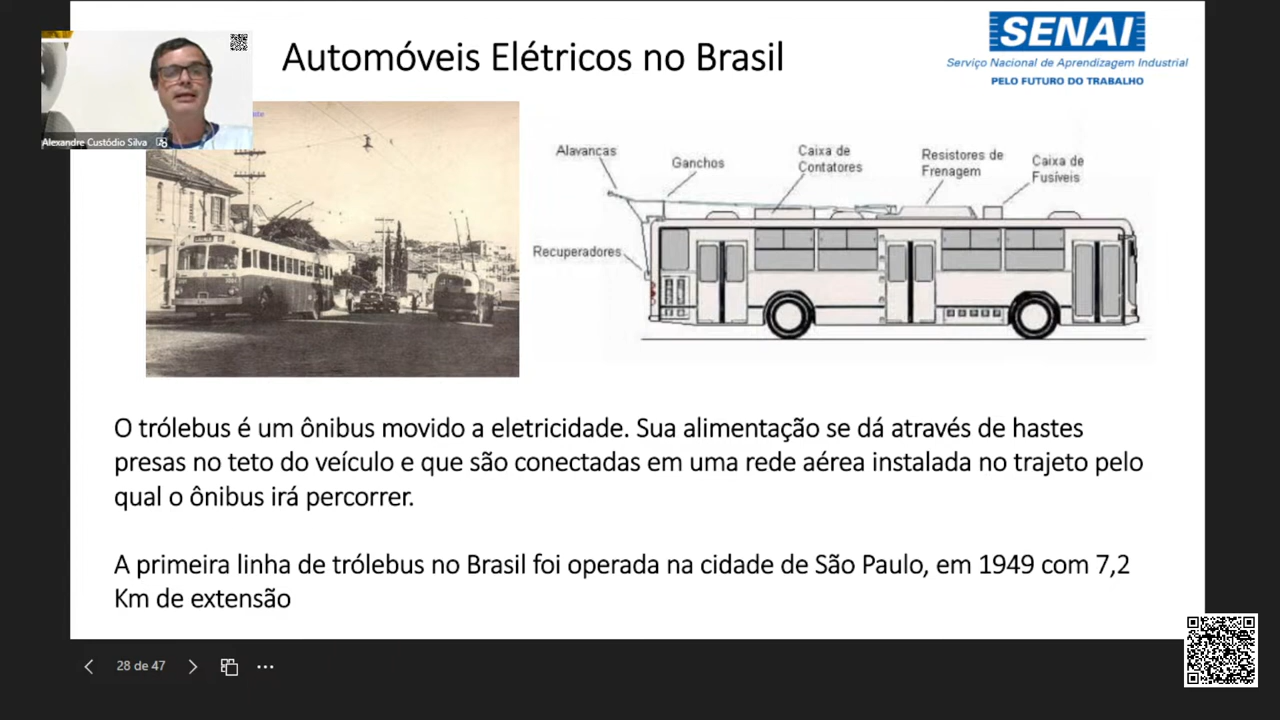 Automóveis Elétricos no Brasil
SENAI
Serviço Nacional de Aprendizagem Industrial
PELO FUTURO DO TRABALHO
Alexandre Custódio Silva
Alavancas
Ganchos
Caixa de
Contatores
Resistores de
Frenagem
Caixa de
Fusíveis
Recuperadores
O trólebus é um ônibus movido a eletricidade. Sua alimentação se dá através de hastes
presas no teto do veículo e que são conectadas em uma rede aérea instalada no trajeto pelo
qual o ônibus irá percorrer.
A primeira linha de trólebus no Brasil foi operada na cidade de São Paulo, em 1949 com 7,2
Km de extensão
28 de 47